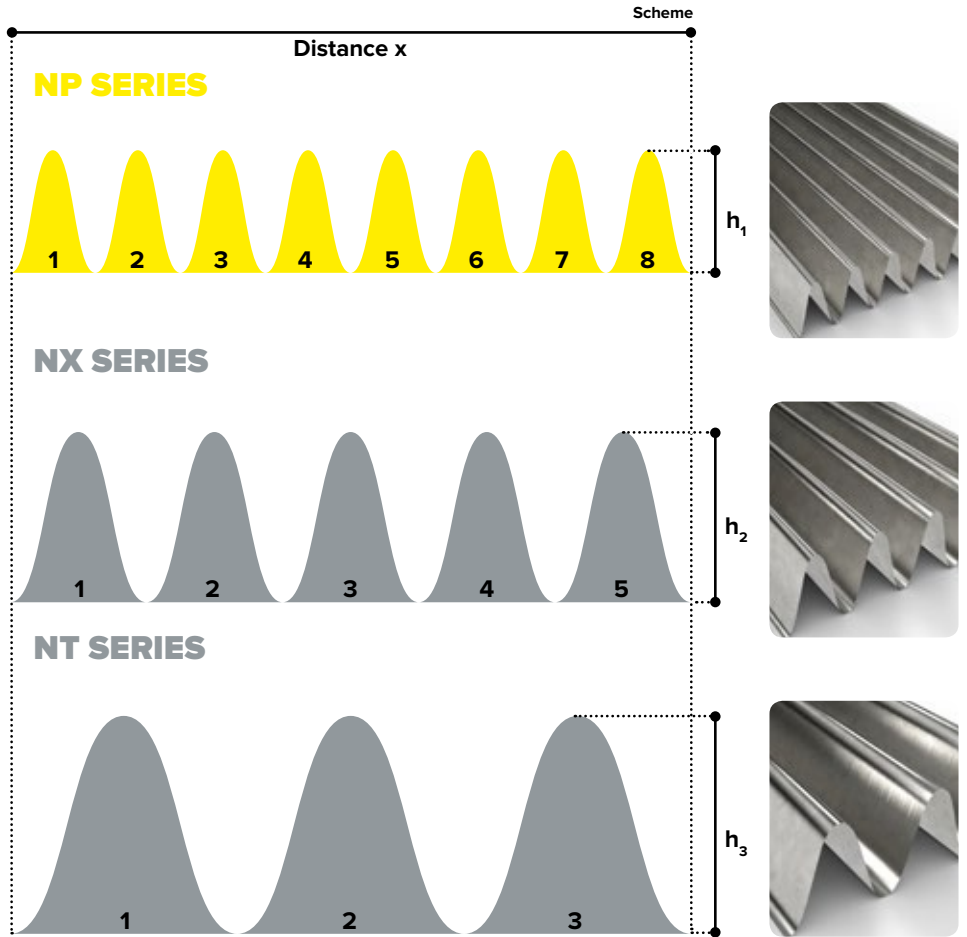 Scheme
Distance x
NP SERIES
h₁
1 2 3 4 5 6 7 8
NX SERIES
h₂
1 2 3 4 5
NT SERIES
h₃
1 2 3